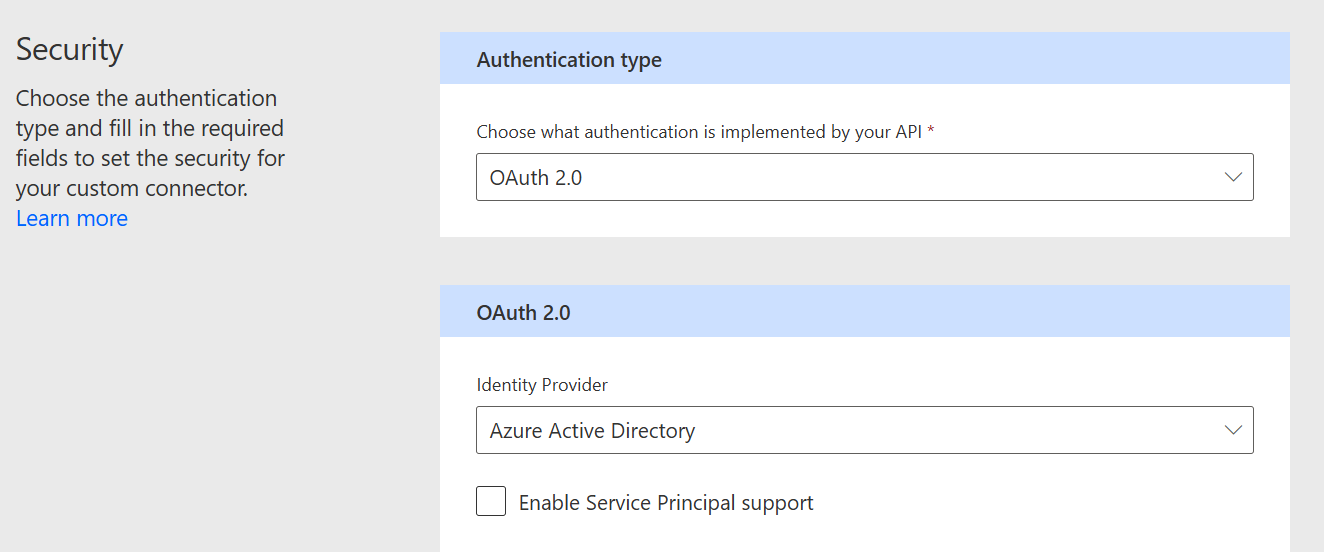 Security
Choose the authentication
type and fill in the required
fields to set the security for
your custom connector.
Learn more
Authentication type
Choose what authentication is implemented by your API *
OAuth 2.0
OAuth 2.0
Identity Provider
Azure Active Directory
Enable Service Principal support